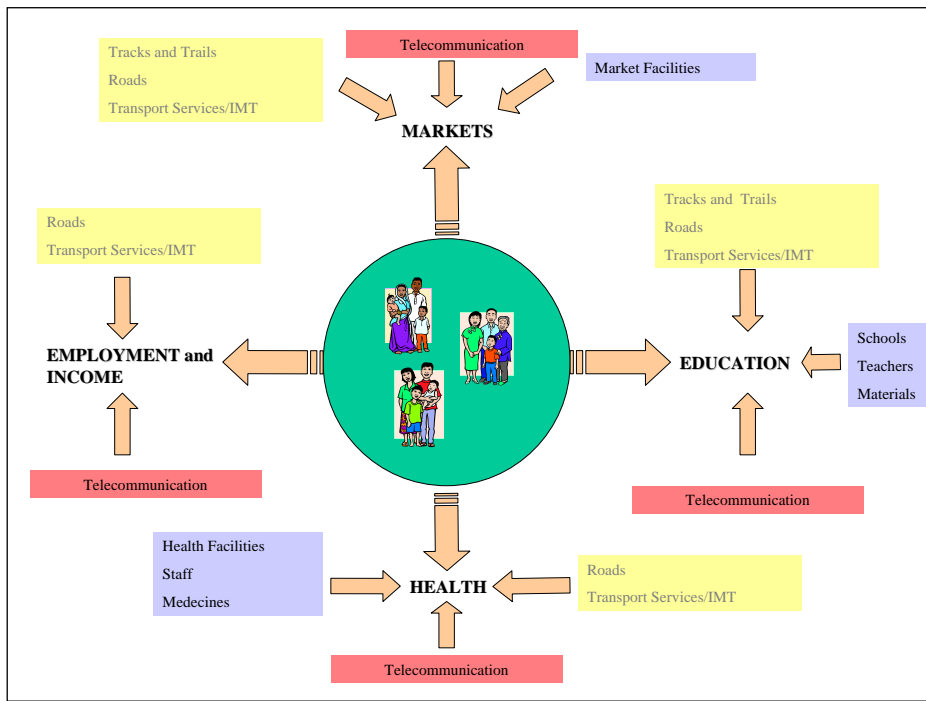 Telecommunication
Tracks and Trails
Roads
Transport Services/IMT
Market Facilities
MARKETS
Roads
Transport Services/IMT
Tracks and  Trails
Roads
Transport Services/IMT
EMPLOYMENT and
INCOME
EDUCATION
Schools
Teachers
Materials
Telecommunication
Telecommunication
Health Facilities
Staff
Medecines
HEALTH
Roads
Transport Services/IMT
Telecommunication